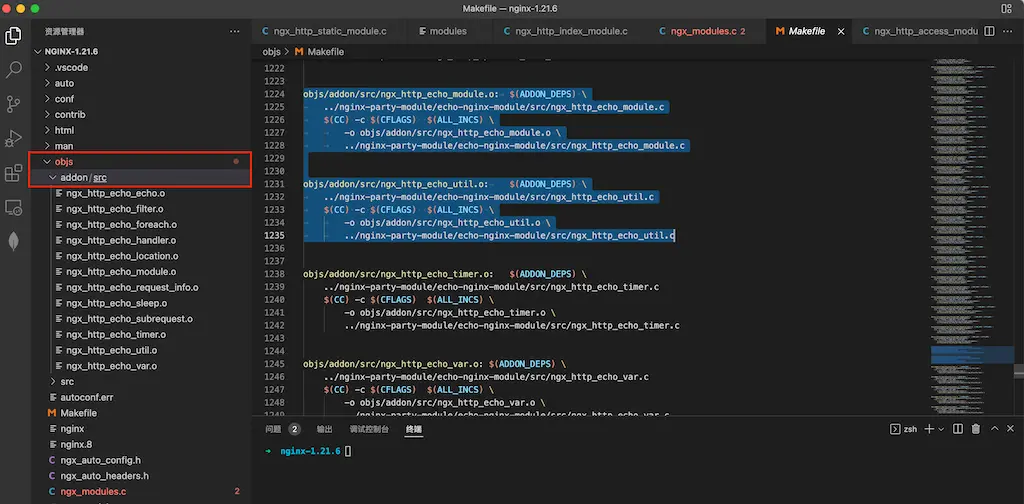 Makefile — nginx-1.21.6
资源管理器
NGINX-1.21.6
.vscode
auto
conf
contrib
html
man
objs
addon/src
ngx_http_echo_echo.o
ngx_http_echo_filter.o
ngx_http_echo_foreach.o
ngx_http_echo_handler.o
ngx_http_echo_location.o
ngx_http_echo_module.o
ngx_http_echo_request_info.o
ngx_http_echo_sleep.o
ngx_http_echo_subrequest.o
ngx_http_echo_timer.o
ngx_http_echo_util.o
ngx_http_echo_var.o
src
autoconf.err
M Makefile
nginx
nginx.8
C ngx_auto_config.h
C ngx_auto_headers.h
C ngx_modules.c 2
C ngx_http_static_module.c modules C ngx_http_index_module.c C ngx_modules.c 2 M Makefile C ngx_http_access_modu
objs > M Makefile
1222
1223
1224 objs/addon/src/ngx_http_echo_module.o: $(ADDON_DEPS) \
1225 ../nginx-party-module/echo-nginx-module/src/ngx_http_echo_module.c
1226 $(CC) -c $(CFLAGS) $(ALL_INCS) \
1227 -o objs/addon/src/ngx_http_echo_module.o \
1228 ../nginx-party-module/echo-nginx-module/src/ngx_http_echo_module.c
1229
1230
1231 objs/addon/src/ngx_http_echo_util.o: $(ADDON_DEPS) \
1232 ../nginx-party-module/echo-nginx-module/src/ngx_http_echo_util.c
1233 $(CC) -c $(CFLAGS) $(ALL_INCS) \
1234 -o objs/addon/src/ngx_http_echo_util.o \
1235 ../nginx-party-module/echo-nginx-module/src/ngx_http_echo_util.c
1236
1237
1238 objs/addon/src/ngx_http_echo_timer.o: $(ADDON_DEPS) \
1239 ../nginx-party-module/echo-nginx-module/src/ngx_http_echo_timer.c
1240 $(CC) -c $(CFLAGS) $(ALL_INCS) \
1241 -o objs/addon/src/ngx_http_echo_timer.o \
1242 ../nginx-party-module/echo-nginx-module/src/ngx_http_echo_timer.c
1243
1244
1245 objs/addon/src/ngx_http_echo_var.o: $(ADDON_DEPS) \
1246 ../nginx-party-module/echo-nginx-module/src/ngx_http_echo_var.c
1247 $(CC) -c $(CFLAGS) $(ALL_INCS) \
1248 -o objs/addon/src/ngx_http_echo_var.o \
1249 ../nginx-party-module/echo-nginx-module/src/ngx_http_echo_var.c
问题 2 输出 调试控制台 终端 zsh
nginx-1.21.6